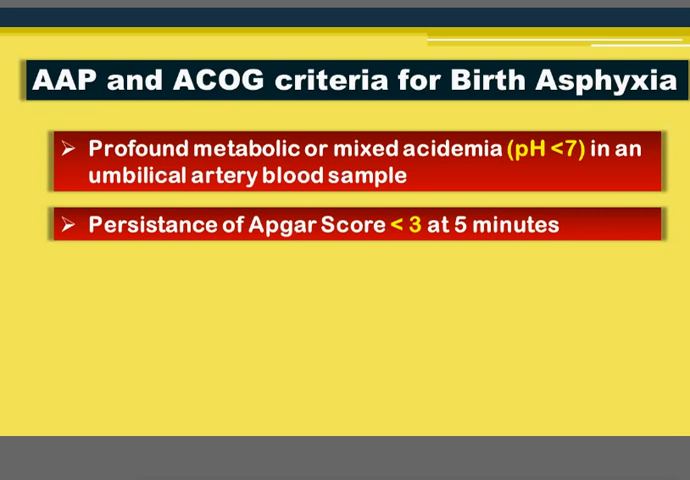 AAP and ACOG criteria for Birth Asphyxia
➢ Profound metabolic or mixed acidemia (pH <7) in an
umbilical artery blood sample
➢ Persistance of Apgar Score < 3 at 5 minutes